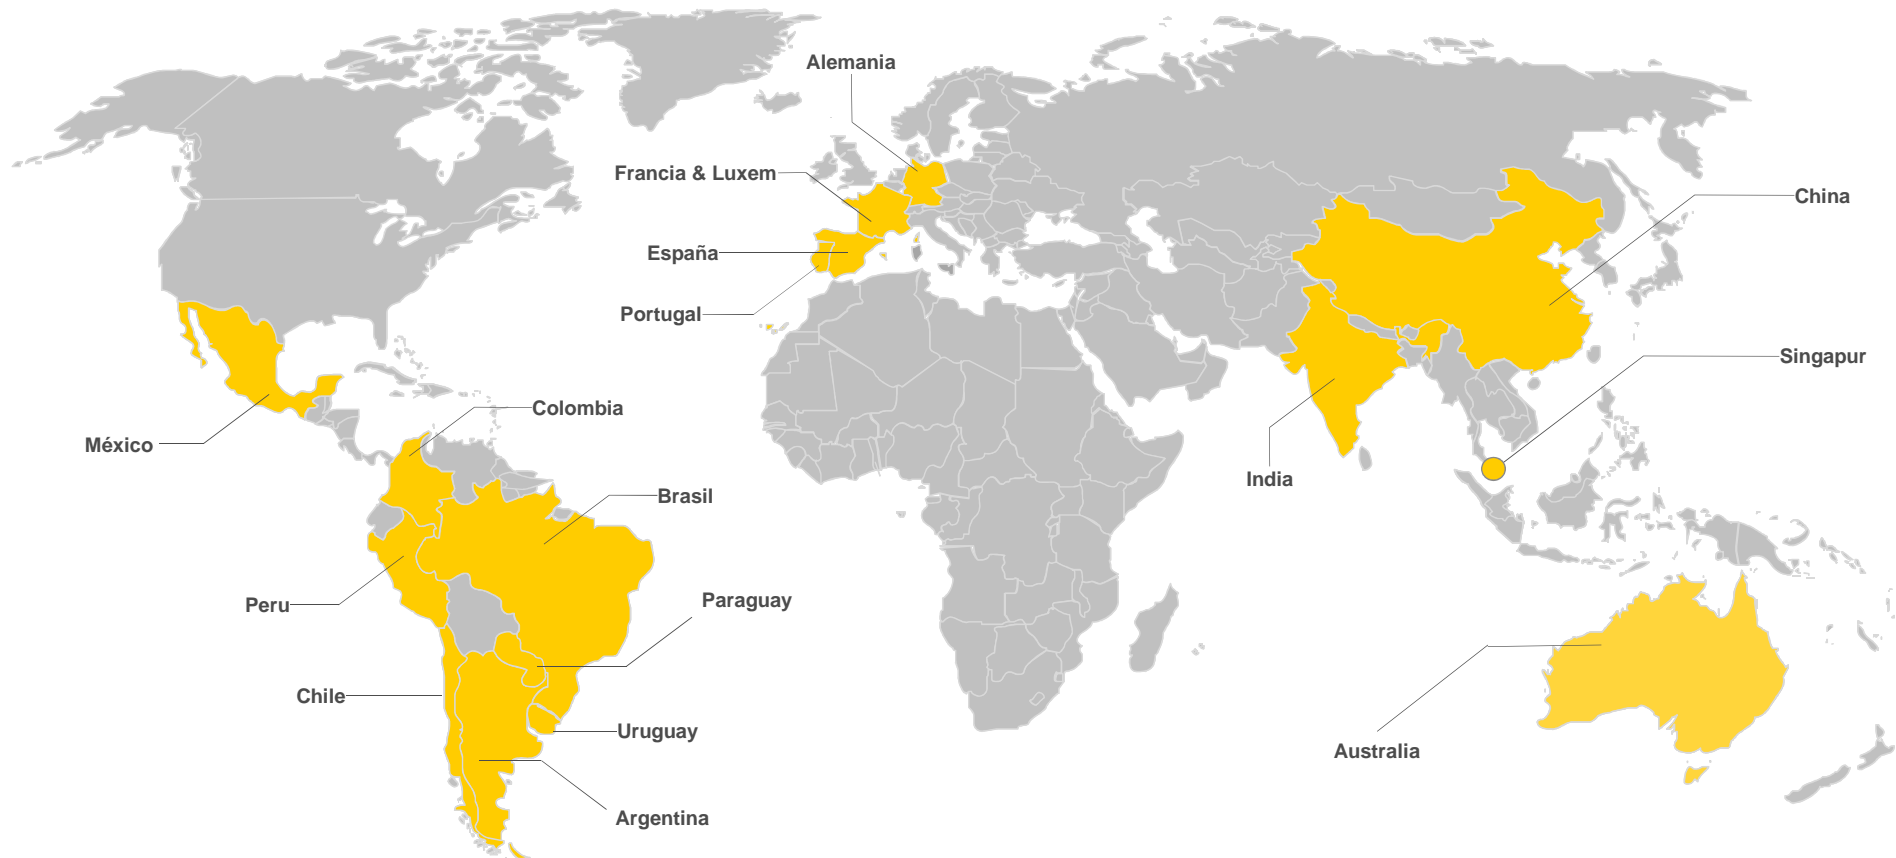 Alemania
Francia & Luxem
China
España
Portugal
Singapur
Colombia
México
India
Brasil
Peru
Paraguay
Chile
Uruguay
Australia
Argentina